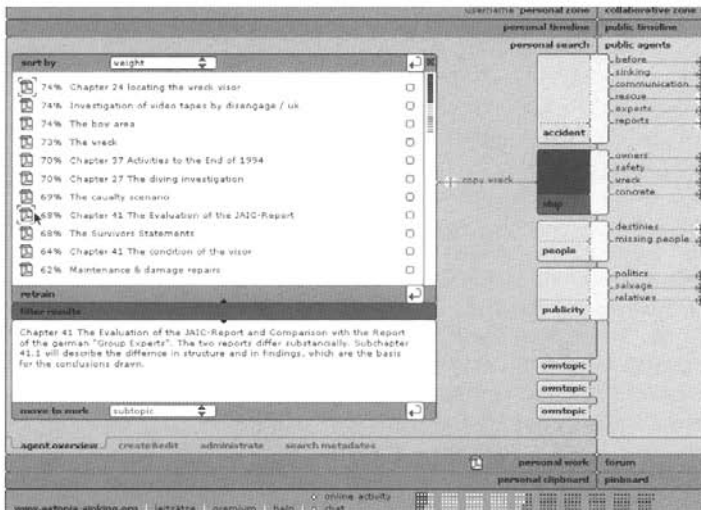 username personal zone
collaborative zone
personal timeline
public timeline
personal search
public agents
sort by weight
74% Chapter 24 locating the wreck visor
74% Investigation of video tapes by disengage / uk
74% The bow area
73% The wreck
70% Chapter 37 Activities to the End of 1994
70% Chapter 27 The diving investigation
69% The caualty scenario
68% Chapter 41 The Evaluation of the JAIC-Report
68% The Survivors Statements
64% Chapter 41 The condition of the visor
62% Maintenance & damage repairs
retrain
filter results
Chapter 41 The Evaluation of the JAIC-Report and Comparison with the Report
of the german "Group Experts". The two reports differ substancially. Subchapter
41.1 will describe the differnce in structure and in findings, which are the basis
for the conclusions drawn.
move to mork subtopic
agent overview create/$edit administrate search metadates
copy wreck
accident
before
sinking
communication
rescue
experts
reports
ship
owners
safety
wreck
concrete
people
destinies
missing people
publicity
politics
salvage
relatives
owntopic
owntopic
owntopic
personal work
forum
personal clipboard
pinboard
leitsätze premium help
online activity
chat